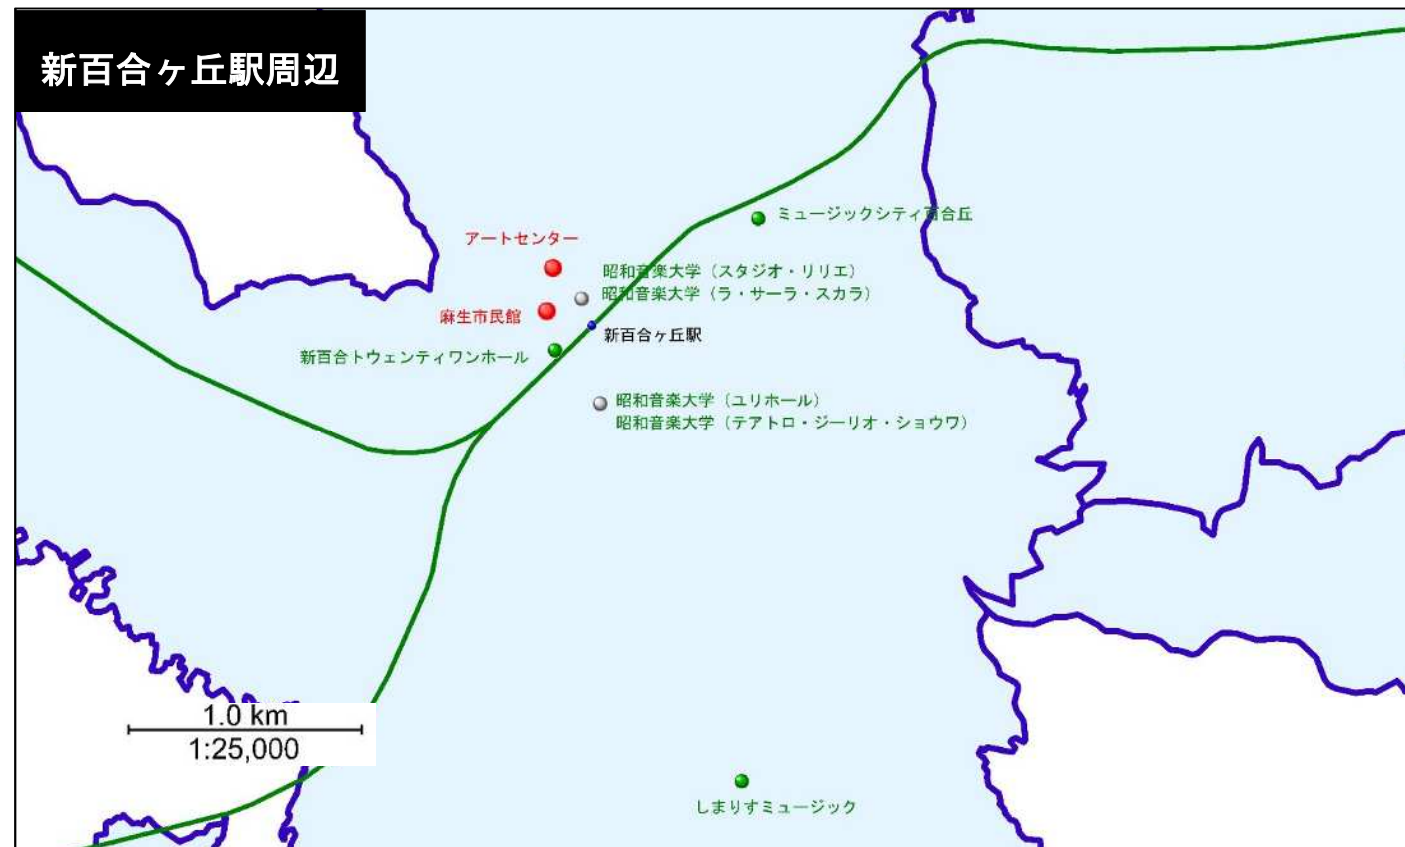 新百合ヶ丘駅周辺
ミュージックシティ百合丘
アートセンター
昭和音楽大学（スタジオ・リリエ）
昭和音楽大学（ラ・サーラ・スカラ）
麻生市民館
新百合ヶ丘駅
新百合トウェンティワンホール
昭和音楽大学（ユリホール）
昭和音楽大学（テアトロ・ジーリオ・ショウワ）
1.0 km
1:25,000
しまりすミュージック